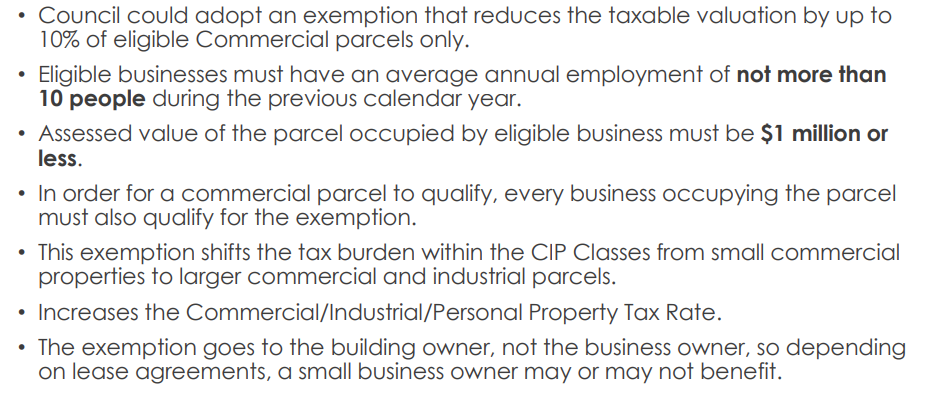 • Council could adopt an exemption that reduces the taxable valuation by up to
10% of eligible Commercial parcels only.
• Eligible businesses must have an average annual employment of not more than
10 people during the previous calendar year.
• Assessed value of the parcel occupied by eligible business must be $1 million or
less.
• In order for a commercial parcel to qualify, every business occupying the parcel
must also qualify for the exemption.
• This exemption shifts the tax burden within the CIP Classes from small commercial
properties to larger commercial and industrial parcels.
• Increases the Commercial/Industrial/Personal Property Tax Rate.
• The exemption goes to the building owner, not the business owner, so depending
on lease agreements, a small business owner may or may not benefit.